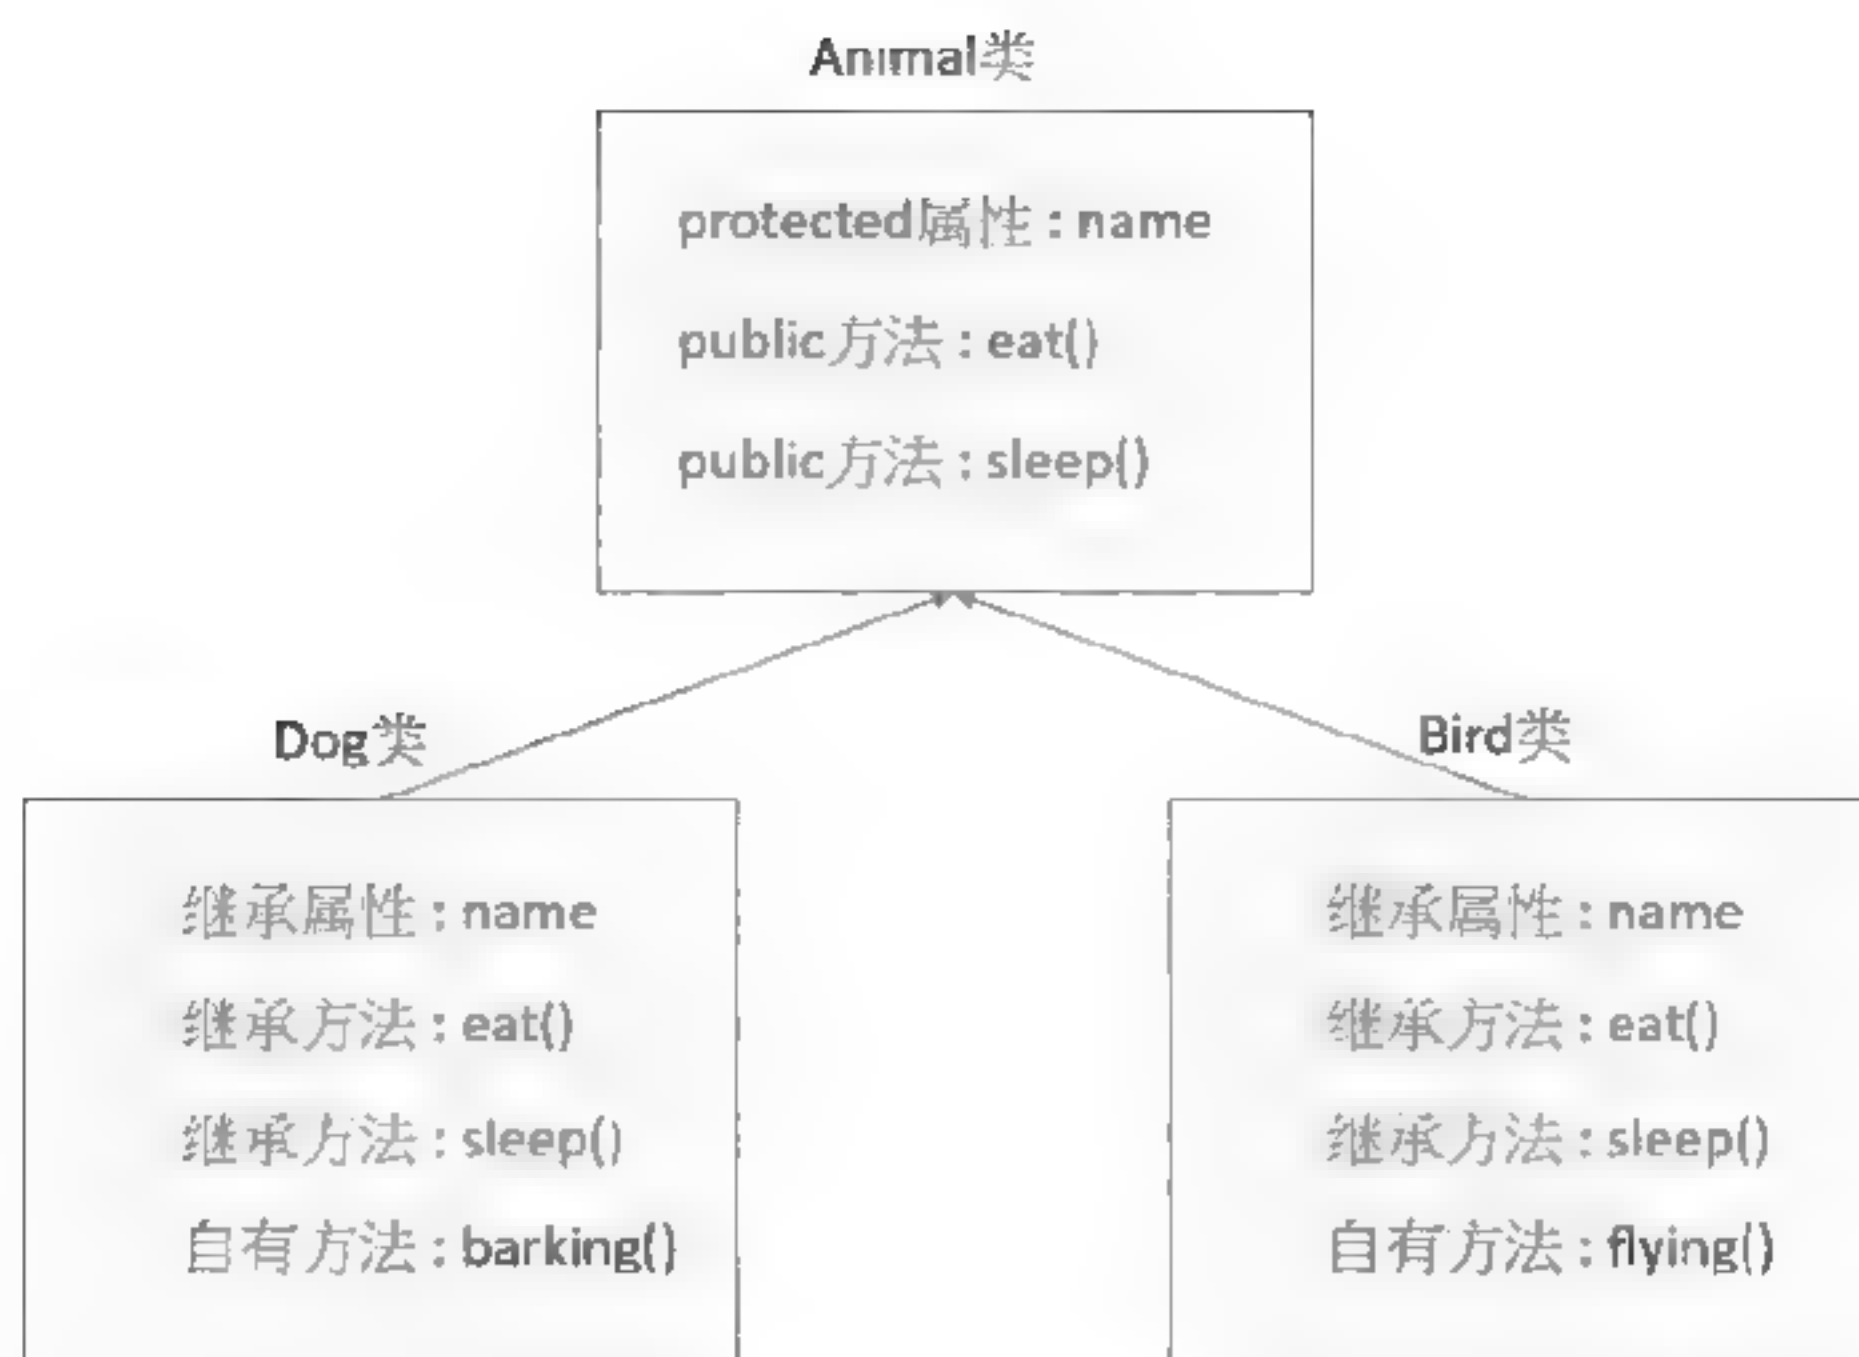 Animal类
protected属性：name
public方法：eat()
public方法：sleep()
Dog类
继承属性：name
继承方法：eat()
继承方法：sleep()
自有方法：barking()
Bird类
继承属性：name
继承方法：eat()
继承方法：sleep()
自有方法：flying()